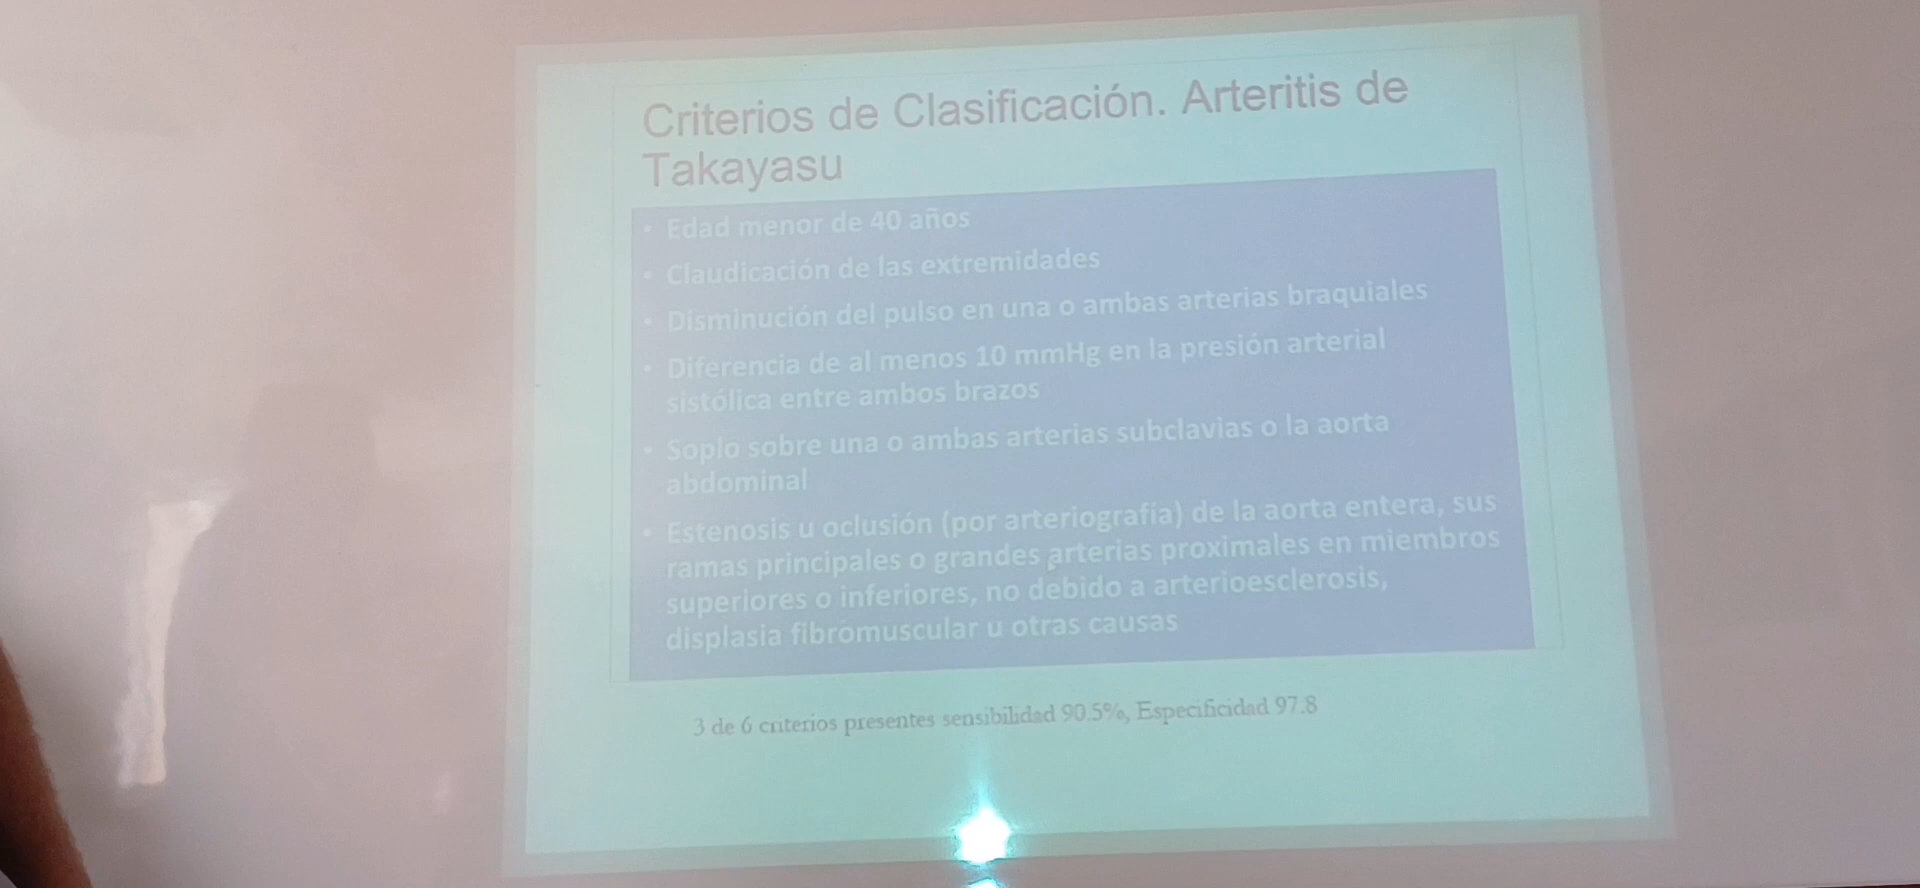 Criterios de Clasificación. Arteritis de
Takayasu
• Edad menor de 40 años
• Claudicación de las extremidades
• Disminución del pulso en una o ambas arterias braquiales
• Diferencia de al menos 10 mmHg en la presión arterial
sistólica entre ambos brazos
• Soplo sobre una o ambas arterias subclavias o la aorta
abdominal
• Estenosis u oclusión (por arteriografía) de la aorta entera, sus
ramas principales o grandes arterias proximales en miembros
superiores o inferiores, no debido a arterioesclerosis,
displasia fibromuscular u otras causas
3 de 6 criterios presentes sensibilidad 90.5%, Especificidad 97.8